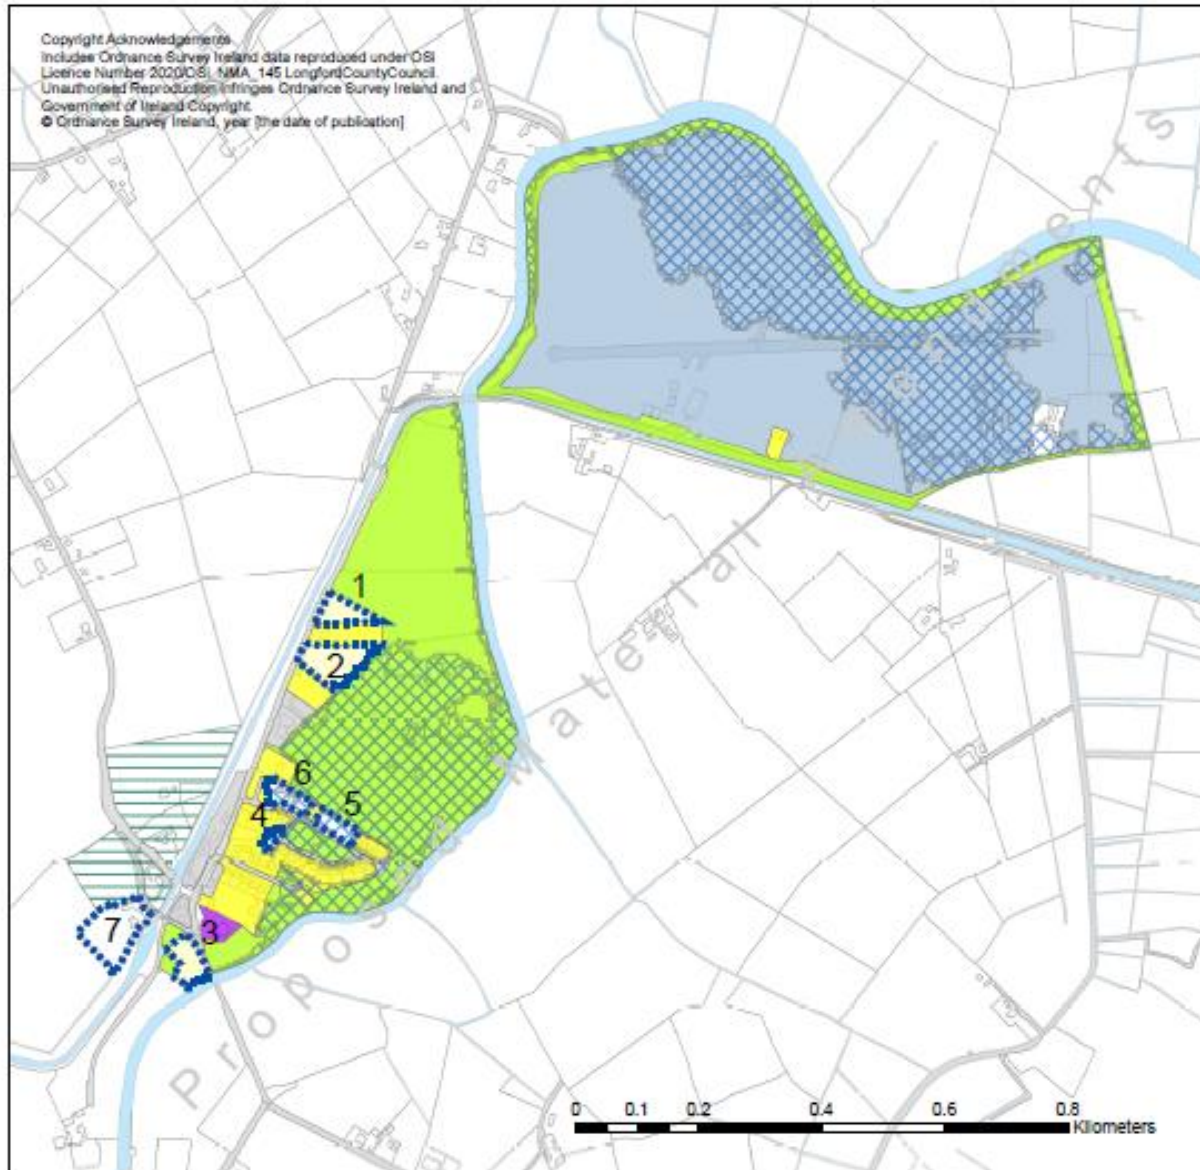 Copyright Acknowledgements
Includes Ordnance Survey Ireland data reproduced under OSI
Licence Number 2020/OSI_NMA_145 LongfordCountyCouncil.
Unauthorised Reproduction infringes Ordnance Survey Ireland and
Government of Ireland Copyright.
© Ordnance Survey Ireland, year [the date of publication]
Proposed Material
1
2
6
5
4
7
3
0 0.1 0.2 0.4 0.6 0.8
Kilometers